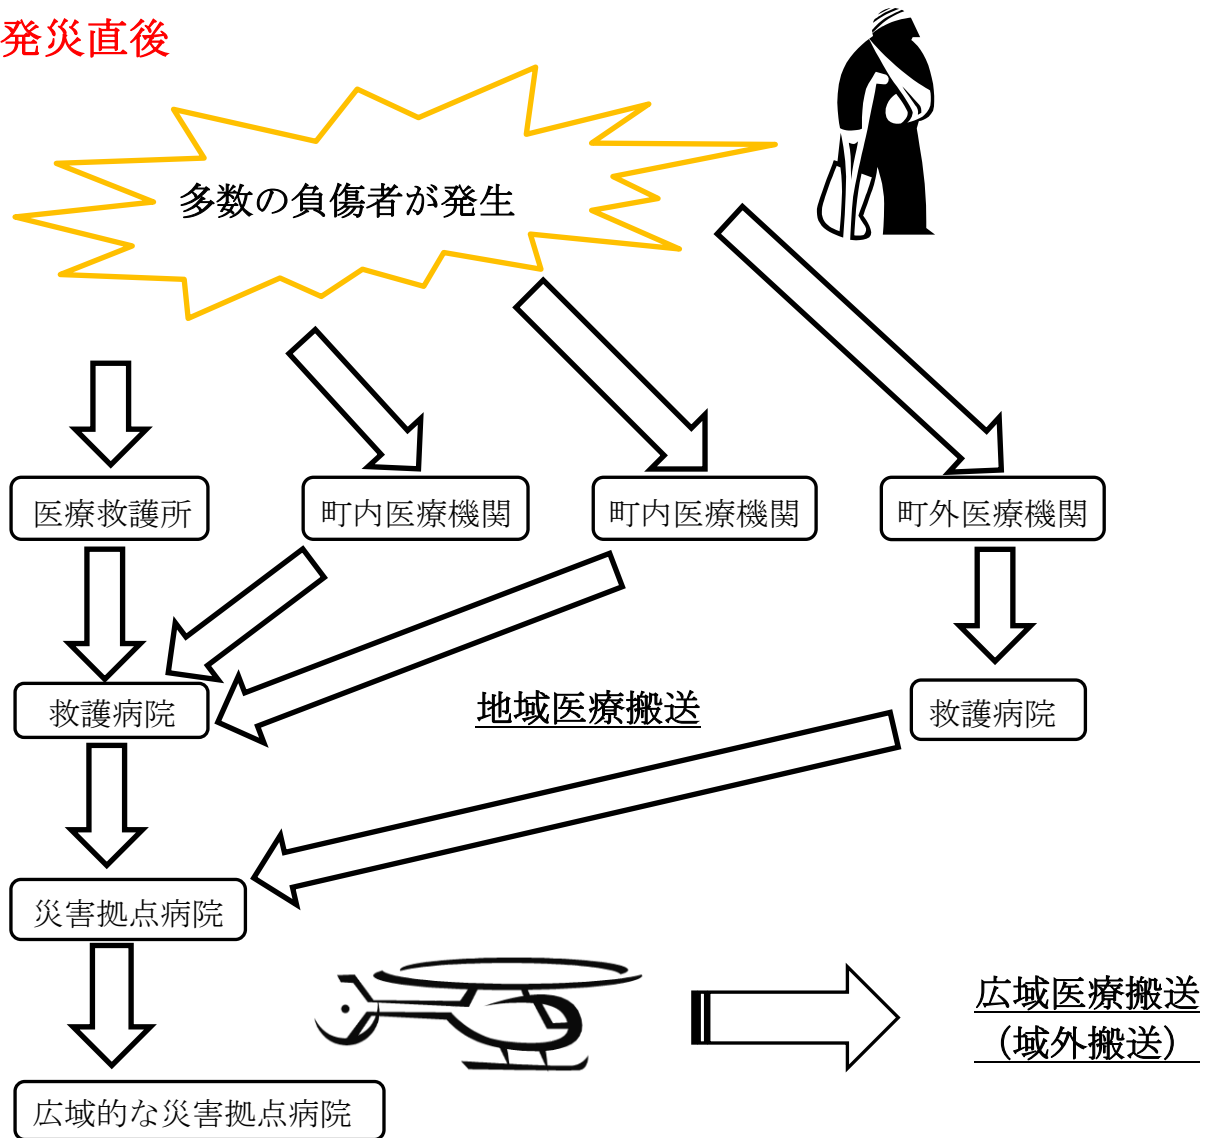 発災直後
多数の負傷者が発生
医療救護所
町内医療機関
町内医療機関
町外医療機関
救護病院
地域医療搬送
救護病院
災害拠点病院
広域医療搬送
（域外搬送）
広域的な災害拠点病院